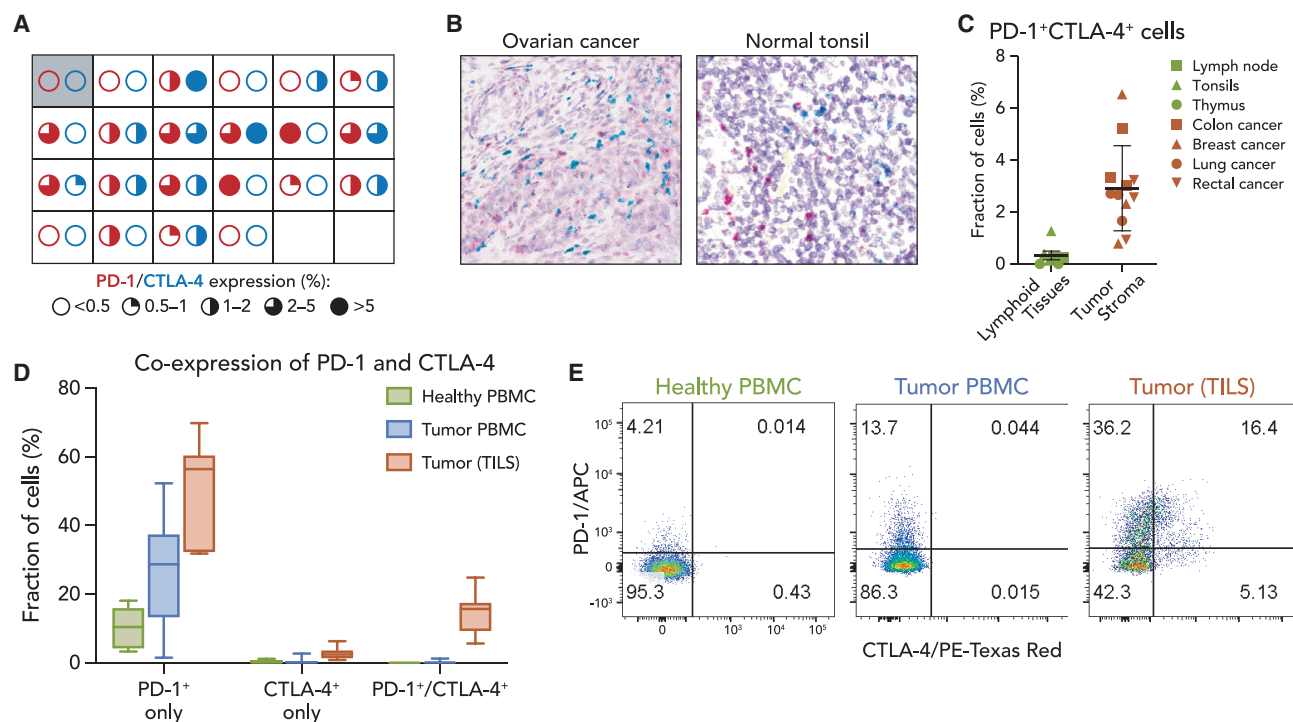 A
PD-1/CTLA-4 expression (%):
<0.5 0.5–1 1–2 2–5 >5
B
Ovarian cancer Normal tonsil
C
PD-1⁺CTLA-4⁺ cells
Fraction of cells (%)
8
6
4
2
0
Lymphoid Tissues
Tumor Stroma
Lymph node
Tonsils
Thymus
Colon cancer
Breast cancer
Lung cancer
Rectal cancer
D
Co-expression of PD-1 and CTLA-4
Fraction of cells (%)
80
60
40
20
0
Healthy PBMC
Tumor PBMC
Tumor (TILS)
PD-1⁺ only
CTLA-4⁺ only
PD-1⁺/CTLA-4⁺
E
Healthy PBMC Tumor PBMC Tumor (TILS)
PD-1/APC
10⁵
10⁴
10³
0
-10³
4.21 0.014
95.3 0.43
13.7 0.044
86.3 0.015
36.2 16.4
42.3 5.13
0 10³ 10⁴ 10⁵
CTLA-4/PE-Texas Red